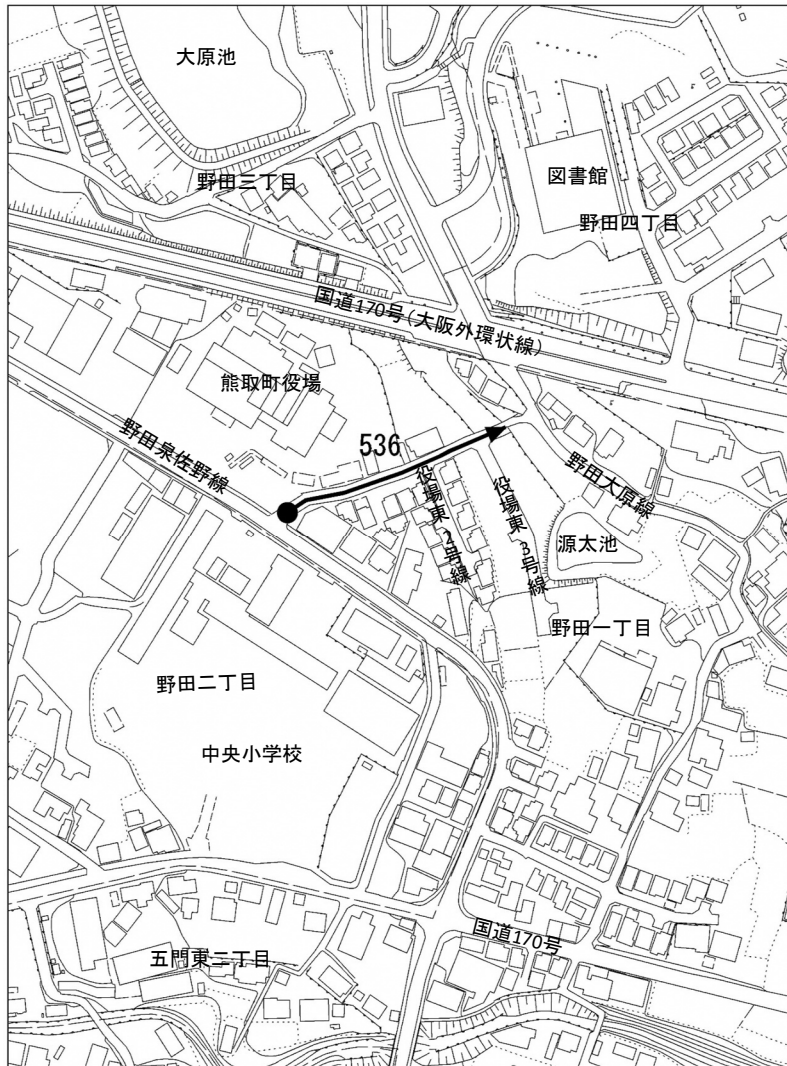 大原池
野田三丁目
図書館
野田四丁目
国道170号(大阪外環状線)
熊取町役場
野田泉佐野線
536
役場東2号線
役場東3号線
野田大原線
源太池
野田一丁目
野田二丁目
中央小学校
国道170号
五門東二丁目